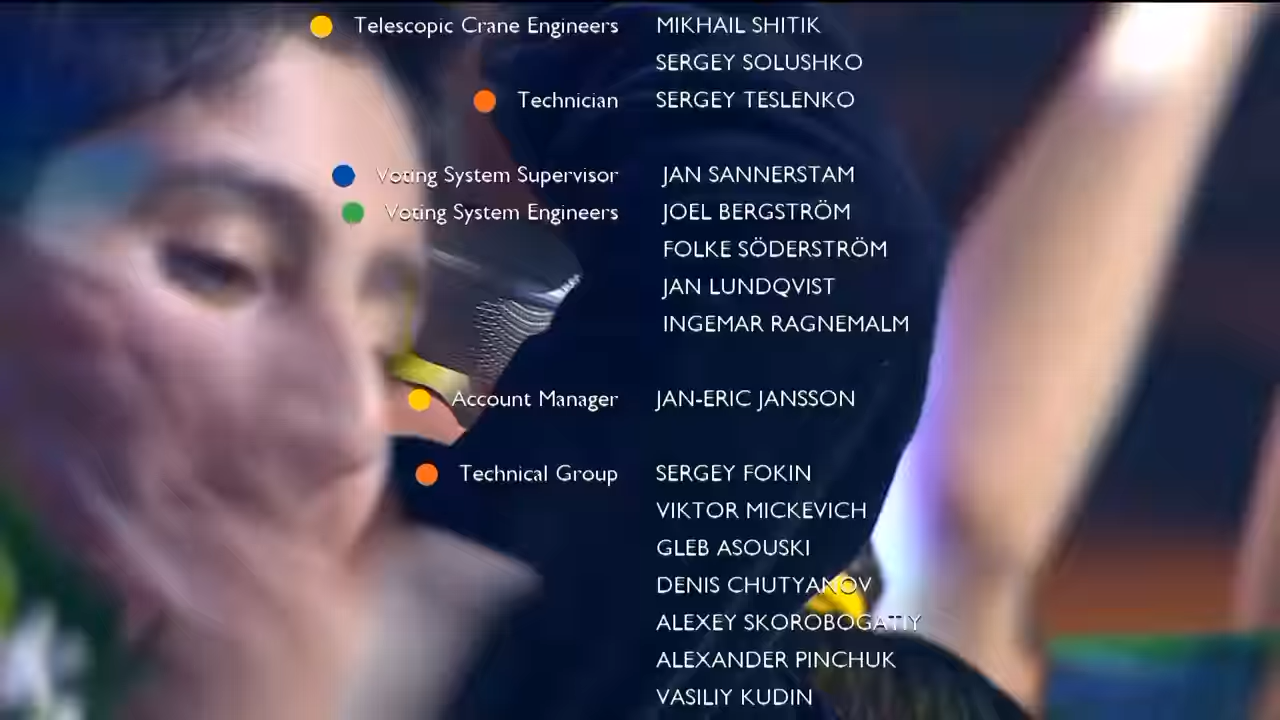 Telescopic Crane Engineers MIKHAIL SHITIK
SERGEY SOLUSHKO
Technician SERGEY TESLENKO
Voting System Supervisor JAN SANNERSTAM
Voting System Engineers JOEL BERGSTRÖM
FOLKE SÖDERSTRÖM
JAN LUNDQVIST
INGEMAR RAGNEMALM
Account Manager JAN-ERIC JANSSON
Technical Group SERGEY FOKIN
VIKTOR MICKEVICH
GLEB ASOUSKI
DENIS CHUTYANOV
ALEXEY SKOROBOGATIY
ALEXANDER PINCHUK
VASILIY KUDIN